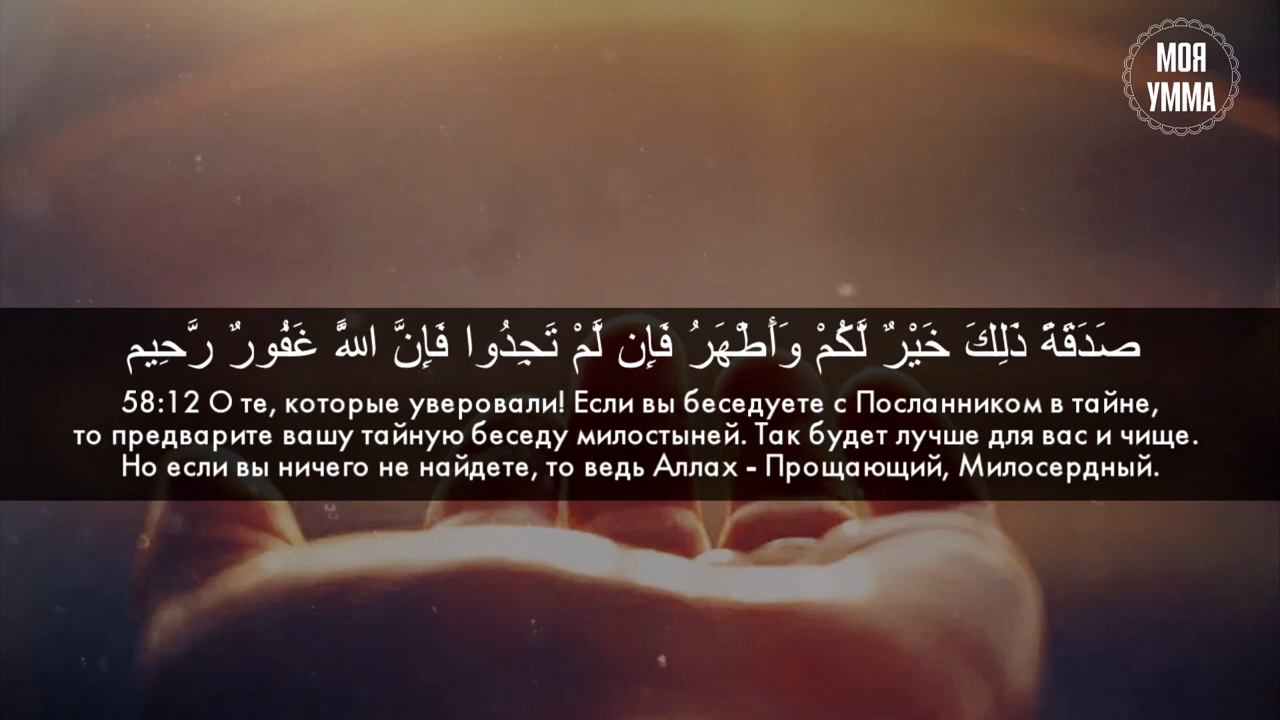 МОЯ
УММА
صَدَقَةً ذَلِكَ خَيْرٌ لَّكُمْ وَأَطْهَرُ فَإِن لَّمْ تَجِدُوا فَإِنَّ اللَّهَ غَفُورٌ رَّحِيم
58:12 О те, которые уверовали! Если вы беседуете с Посланником в тайне,
то предварите вашу тайную беседу милостыней. Так будет лучше для вас и чище.
Но если вы ничего не найдете, то ведь Аллах - Прощающий, Милосердный.